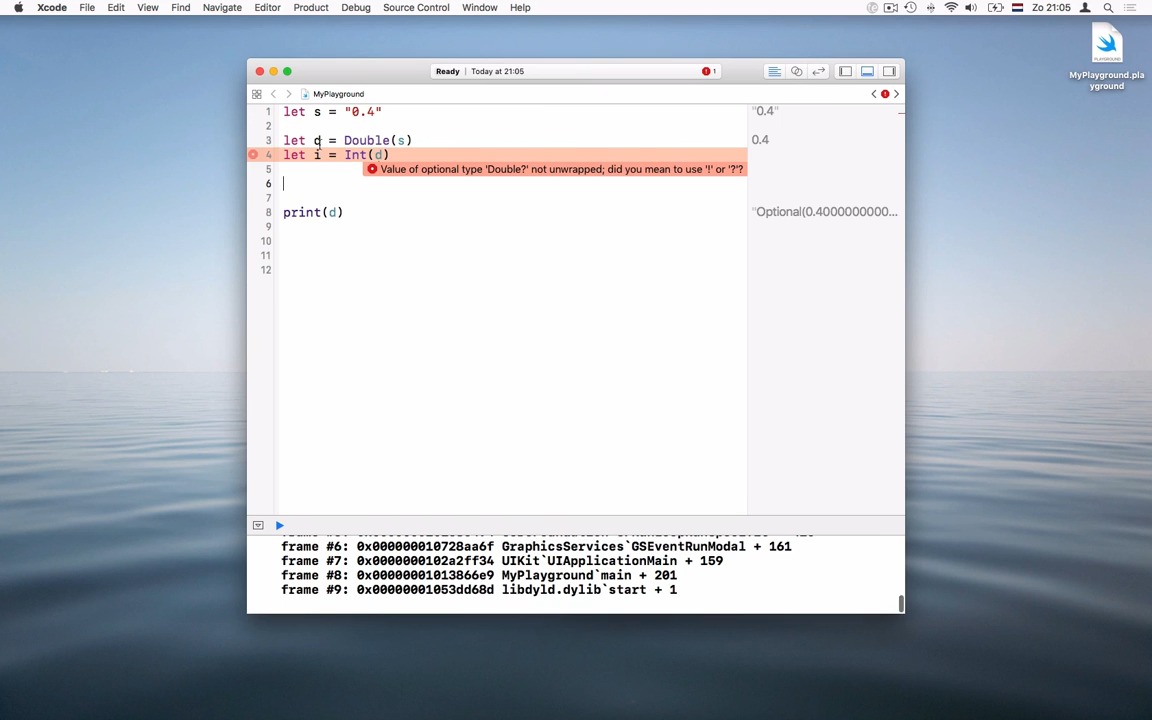 Xcode File Edit View Find Navigate Editor Product Debug Source Control Window Help Zo 21:05
MyPlayground.pla
yground
Ready | Today at 21:05 1
MyPlayground
1 let s = "0.4" "0.4"
2
3 let d = Double(s) 0.4
4 let i = Int(d)
5 Value of optional type 'Double?' not unwrapped; did you mean to use '!' or '?'?
6
7
8 print(d) "Optional(0.4000000000...
9
10
11
12
frame #6: 0x000000010728aa6f GraphicsServices`GSEventRunModal + 161
frame #7: 0x0000000102a2ff34 UIKit`UIApplicationMain + 159
frame #8: 0x00000001013866e9 MyPlayground`main + 201
frame #9: 0x00000001053dd68d libdyld.dylib`start + 1